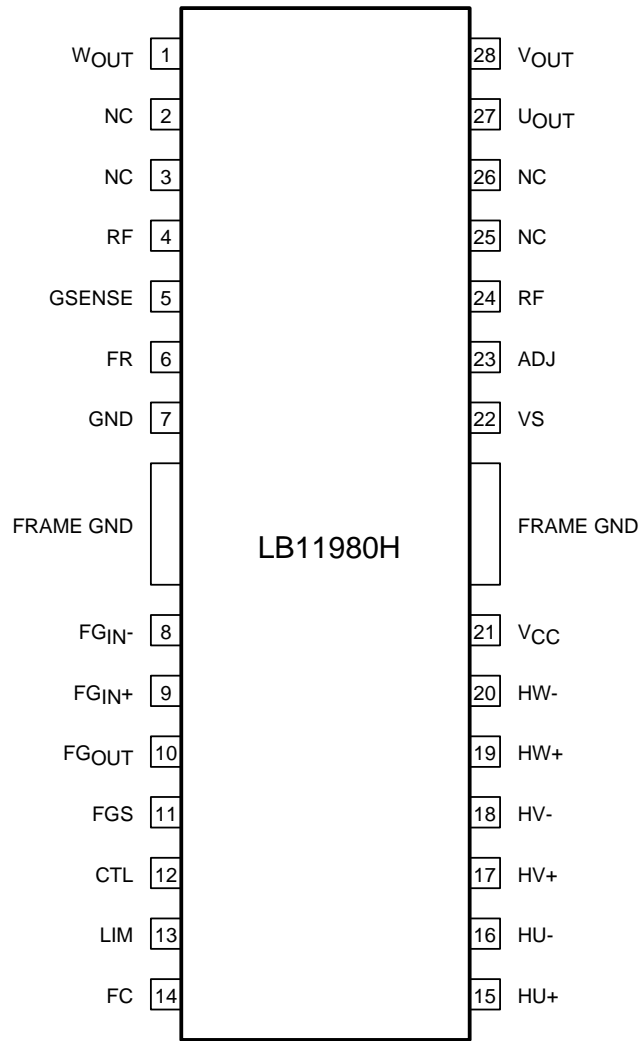 WOUT 1 28 VOUT
NC 2 27 UOUT
NC 3 26 NC
RF 4 25 NC
GSENSE 5 24 RF
FR 6 23 ADJ
GND 7 22 VS
FRAME GND FRAME GND
LB11980H
FGIN- 8 21 VCC
FGIN+ 9 20 HW-
FGOUT 10 19 HW+
FGS 11 18 HV-
CTL 12 17 HV+
LIM 13 16 HU-
FC 14 15 HU+